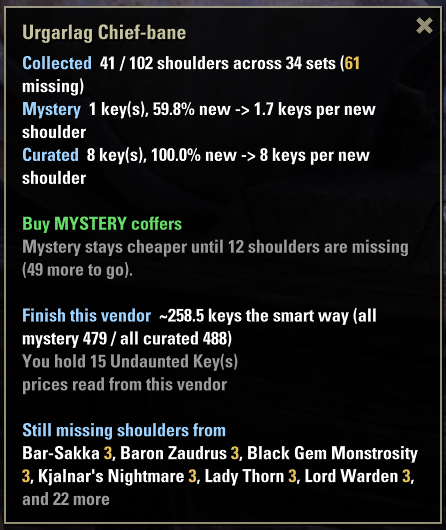 Urgarlag Chief-bane
Collected 41 / 102 shoulders across 34 sets (61
missing)
Mystery 1 key(s), 59.8% new -> 1.7 keys per new
shoulder
Curated 8 key(s), 100.0% new -> 8 keys per new
shoulder
Buy MYSTERY coffers
Mystery stays cheaper until 12 shoulders are missing
(49 more to go).
Finish this vendor ~258.5 keys the smart way (all
mystery 479 / all curated 488)
You hold 15 Undaunted Key(s)
prices read from this vendor
Still missing shoulders from
Bar-Sakka 3, Baron Zaudrus 3, Black Gem Monstrosity
3, Kjalnar's Nightmare 3, Lady Thorn 3, Lord Warden 3,
and 22 more